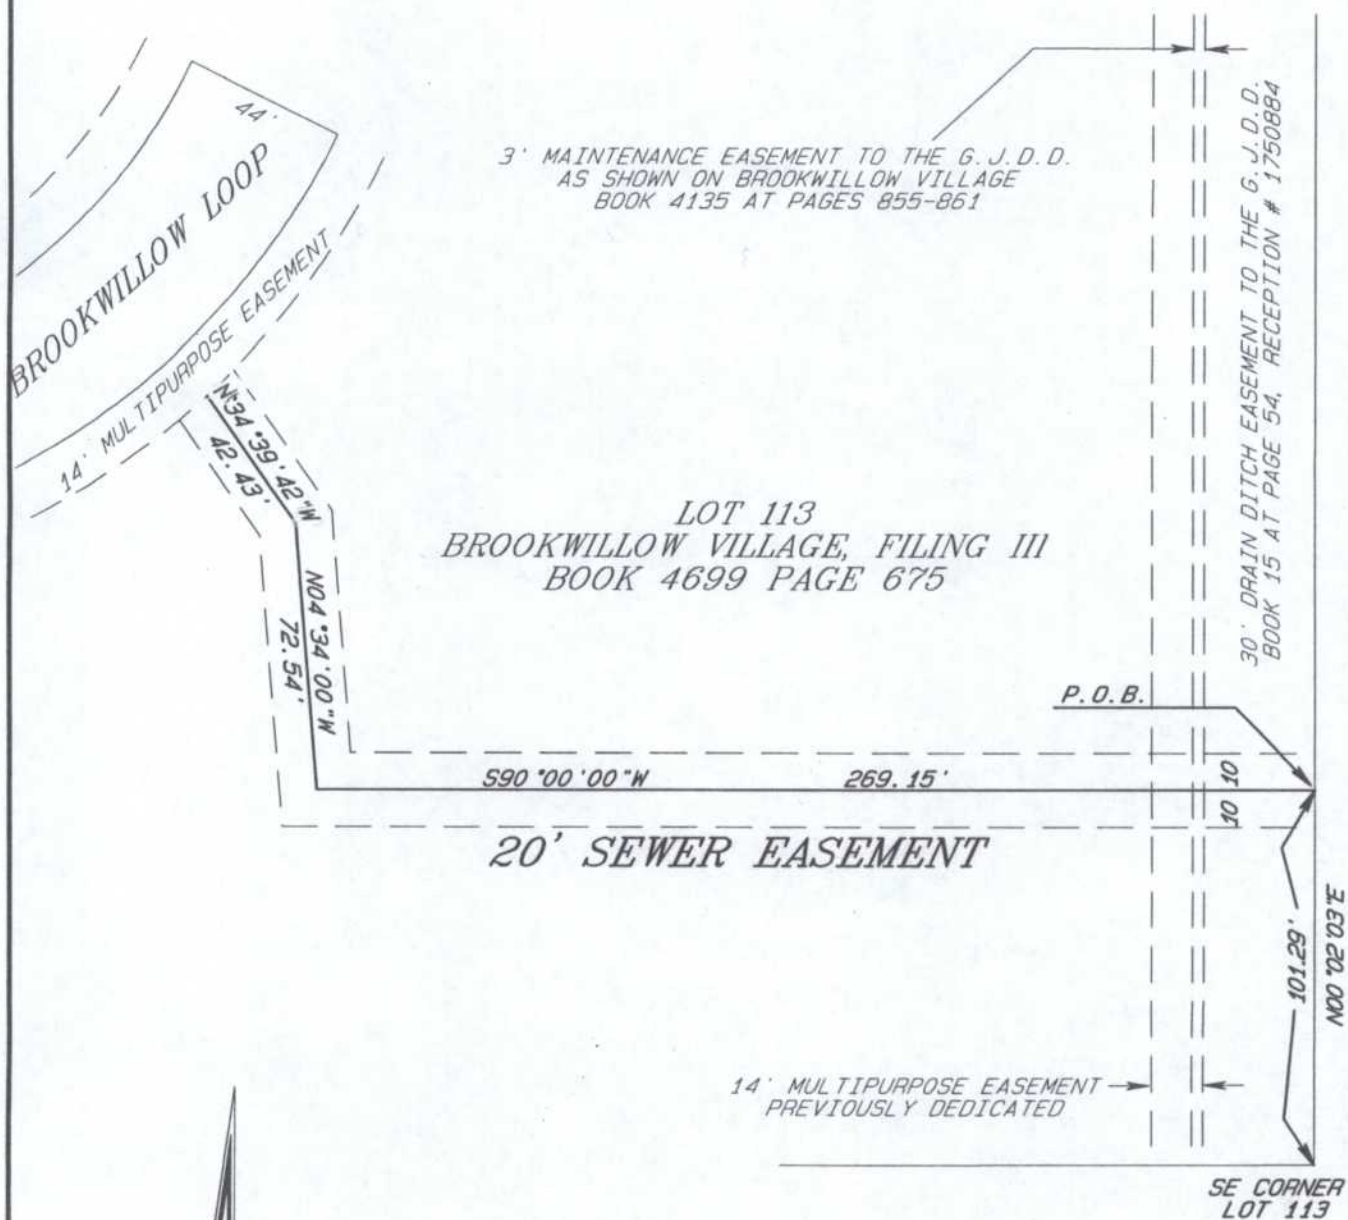 44'
BROOKWILLOW LOOP
14' MULTIPURPOSE EASEMENT
3' MAINTENANCE EASEMENT TO THE G.J.D.D.
AS SHOWN ON BROOKWILLOW VILLAGE
BOOK 4135 AT PAGES 855-861
30' DRAIN DITCH EASEMENT TO THE G.J.D.D.
BOOK 15 AT PAGE 54, RECEPTION # 1750884
N34°39'42"W
42.43'
LOT 113
BROOKWILLOW VILLAGE, FILING III
BOOK 4699 PAGE 675
N04°34'00"W
72.54'
P.O.B.
S90°00'00"W 269.15'
10 10
20' SEWER EASEMENT
101.29'
N00°02'03"E
14' MULTIPURPOSE EASEMENT
PREVIOUSLY DEDICATED
SE CORNER
LOT 113